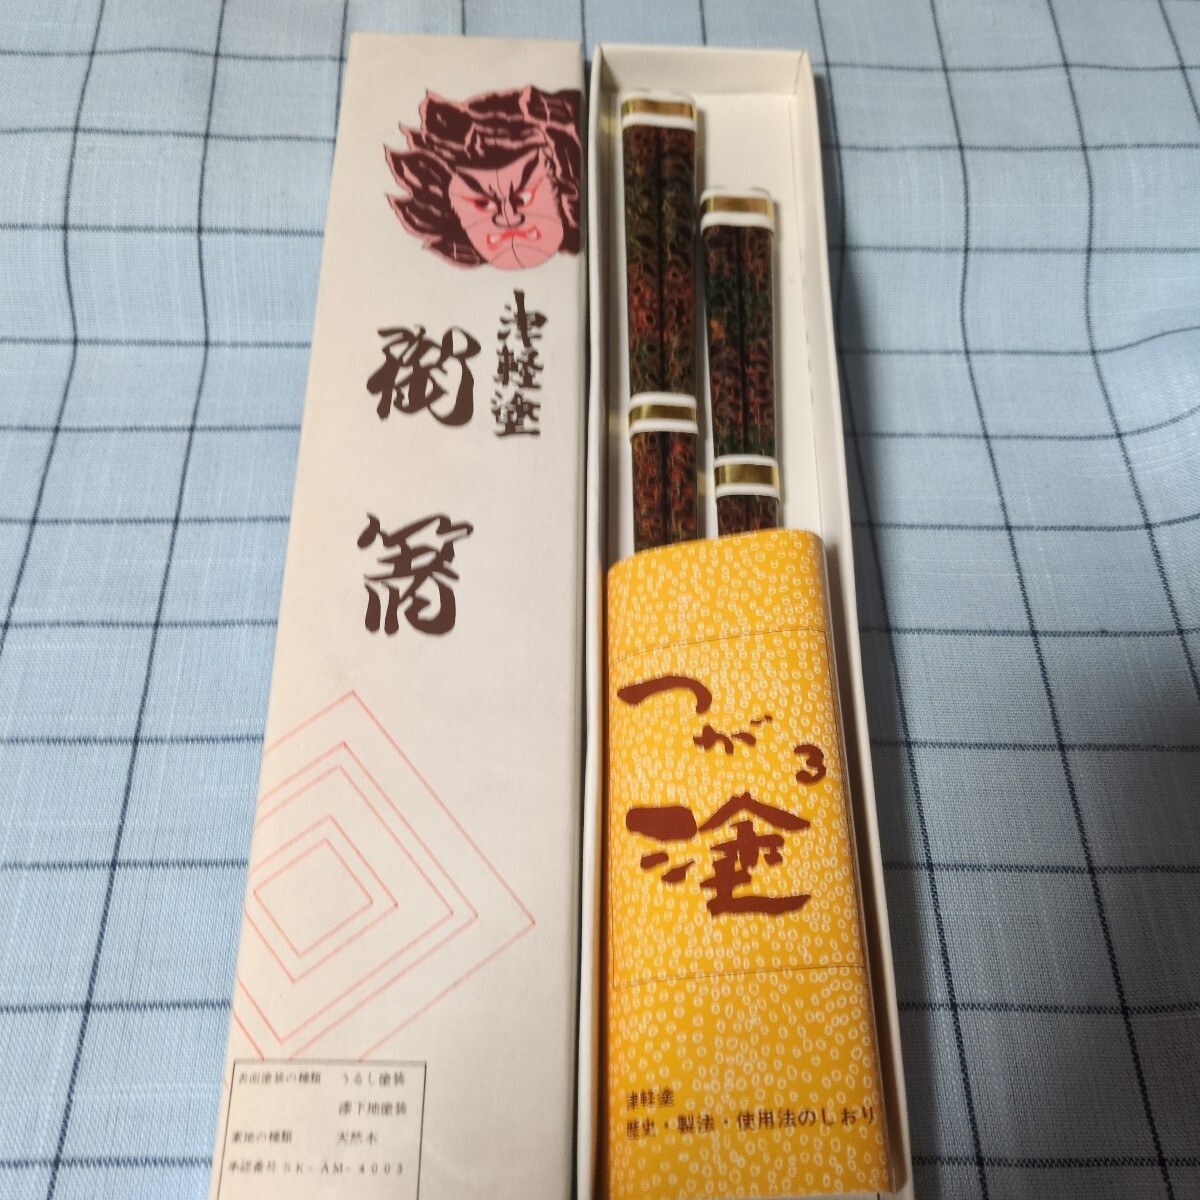 津軽塗
御箸
表面塗装の種類 うるし塗装
漆下地塗装
素地の種類 天然木
承認番号 SK-AM-4003
つがる
塗
津軽塗
歴史・製法・使用法のしおり